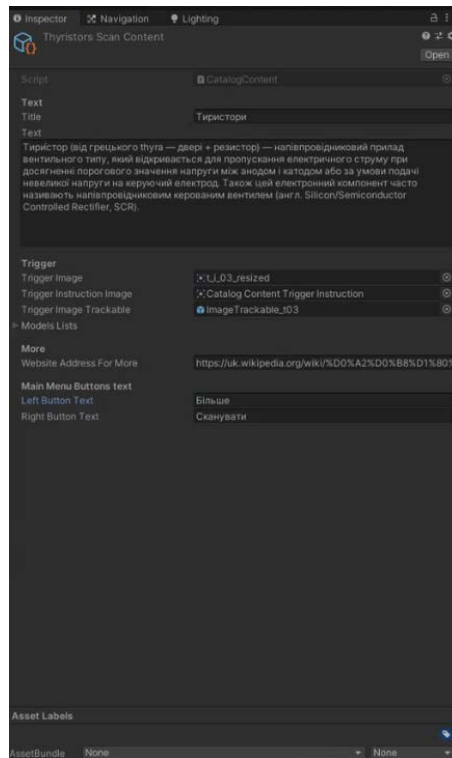 Inspector Navigation Lighting
Thyristors Scan Content
Open
Script CatalogContent
Text
Title Тиристори
Text
Тири́стор (від грецького thyra — двері + резистор) — напівпровідниковий прилад
вентильного типу, який відкривається для пропускання електричного струму при
досягненні порогового значення напруги між анодом і катодом або за умови подачі
невеликої напруги на керуючий електрод. Також цей електронний компонент часто
називають напівпровідниковим керованим вентилем (англ. Silicon/Semiconductor
Controlled Rectifier, SCR).
Trigger
Trigger Image t_i_03_resized
Trigger Instruction Image Catalog Content Trigger Instruction
Trigger Image Trackable ImageTrackable_t03
Models Lists
More
Website Address For More https://uk.wikipedia.org/wiki/%D0%A2%D0%B8%D1%80%
Main Menu Buttons text
Left Button Text Більше
Right Button Text Сканувати
Asset Labels
AssetBundle None None